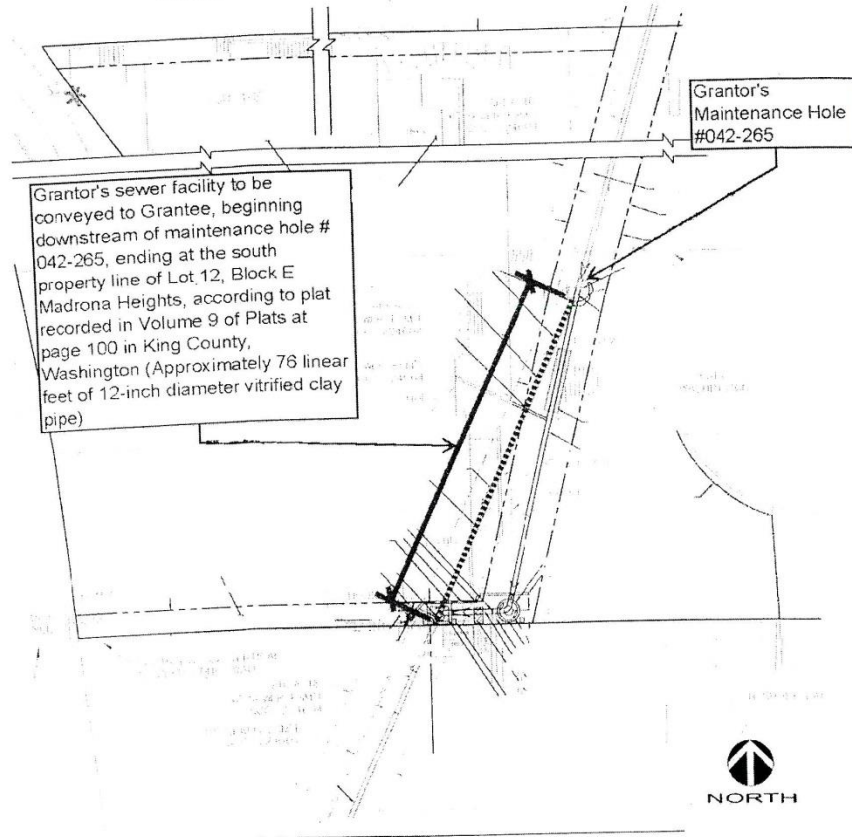 Grantor's
Maintenance Hole
#042-265
Grantor's sewer facility to be
conveyed to Grantee, beginning
downstream of maintenance hole #
042-265, ending at the south
property line of Lot 12, Block E
Madrona Heights, according to plat
recorded in Volume 9 of Plats at
page 100 in King County,
Washington (Approximately 76 linear
feet of 12-inch diameter vitrified clay
pipe)
NORTH